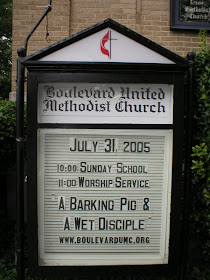 Boulevard United
Methodist Church
July 31, 2005
10:00 Sunday School
11:00 Worship Service
"A Barking Pig &
A Wet Disciple"
www.boulevardumc.org